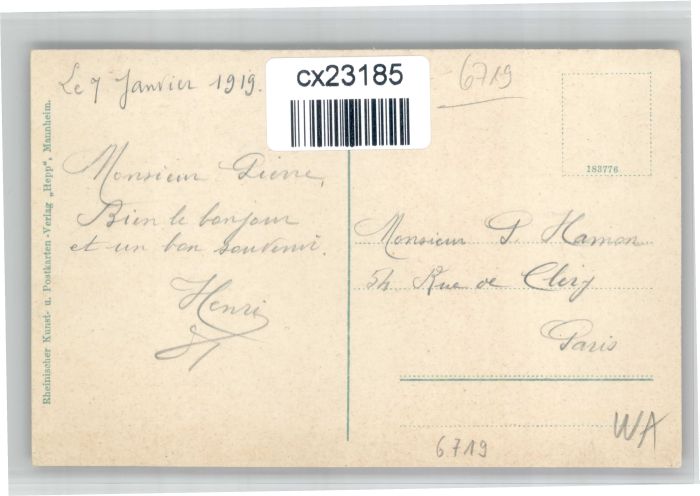 Le 7 Janvier 1919.
cx23185
6719
183776
Rheinischer Kunst- u. Postkarten-Verlag „Hepp“, Mannheim.
Monsieur Pierre,
Bien le bonjour
et un bon souvenir.
Henri
Monsieur P. Hamon
54 Rue de Cléry
Paris
6719
WA